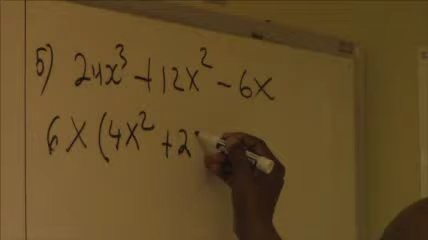 5) 24x³ + 12x² - 6x
6x (4x² + 2